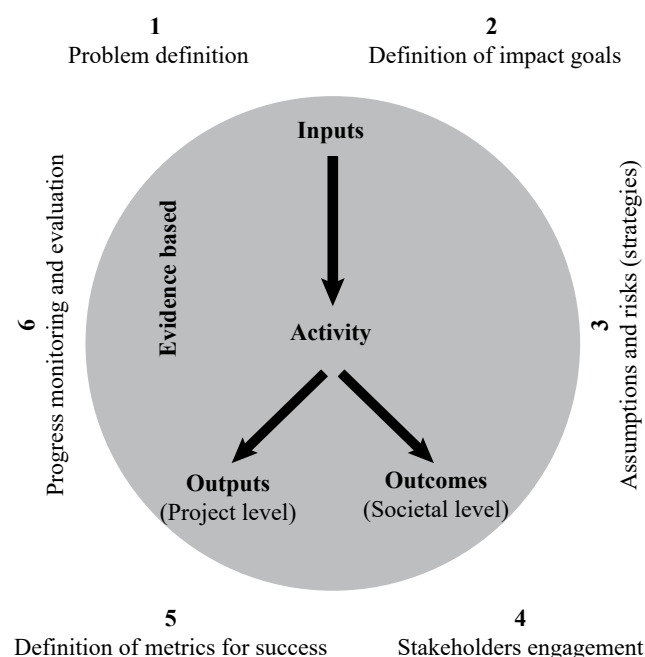 1
Problem definition
2
Definition of impact goals
Inputs
Evidence based
Activity
Outputs
(Project level)
Outcomes
(Societal level)
3
Assumptions and risks (strategies)
4
Stakeholders engagement
5
Definition of metrics for success
6
Progress monitoring and evaluation